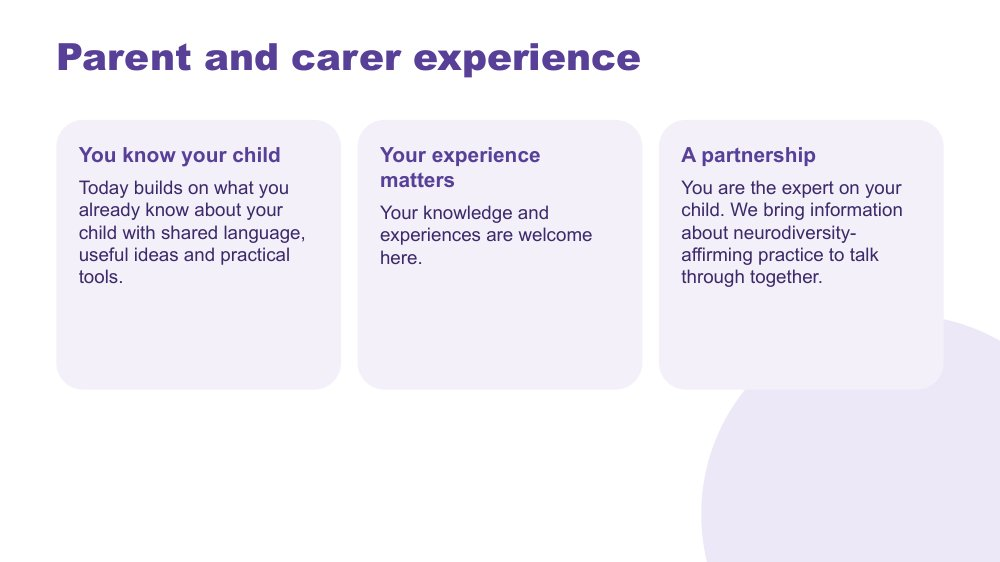 Parent and carer experience
You know your child
Today builds on what you
already know about your
child with shared language,
useful ideas and practical
tools.
Your experience
matters
Your knowledge and
experiences are welcome
here.
A partnership
You are the expert on your
child. We bring information
about neurodiversity-
affirming practice to talk
through together.